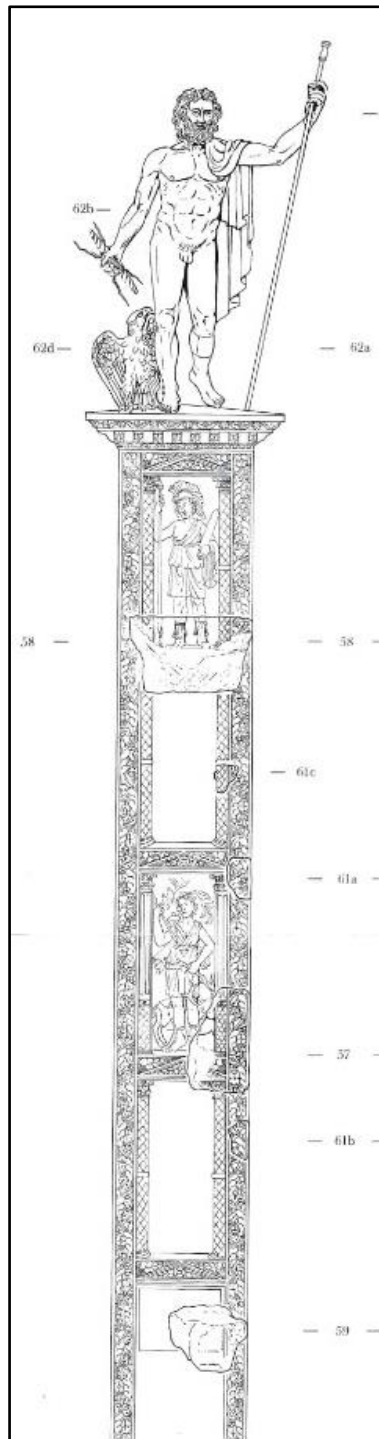 62b —
62d —
— 62a
58 —
— 58
— 61c
— 61a
— 57
— 61b
— 59